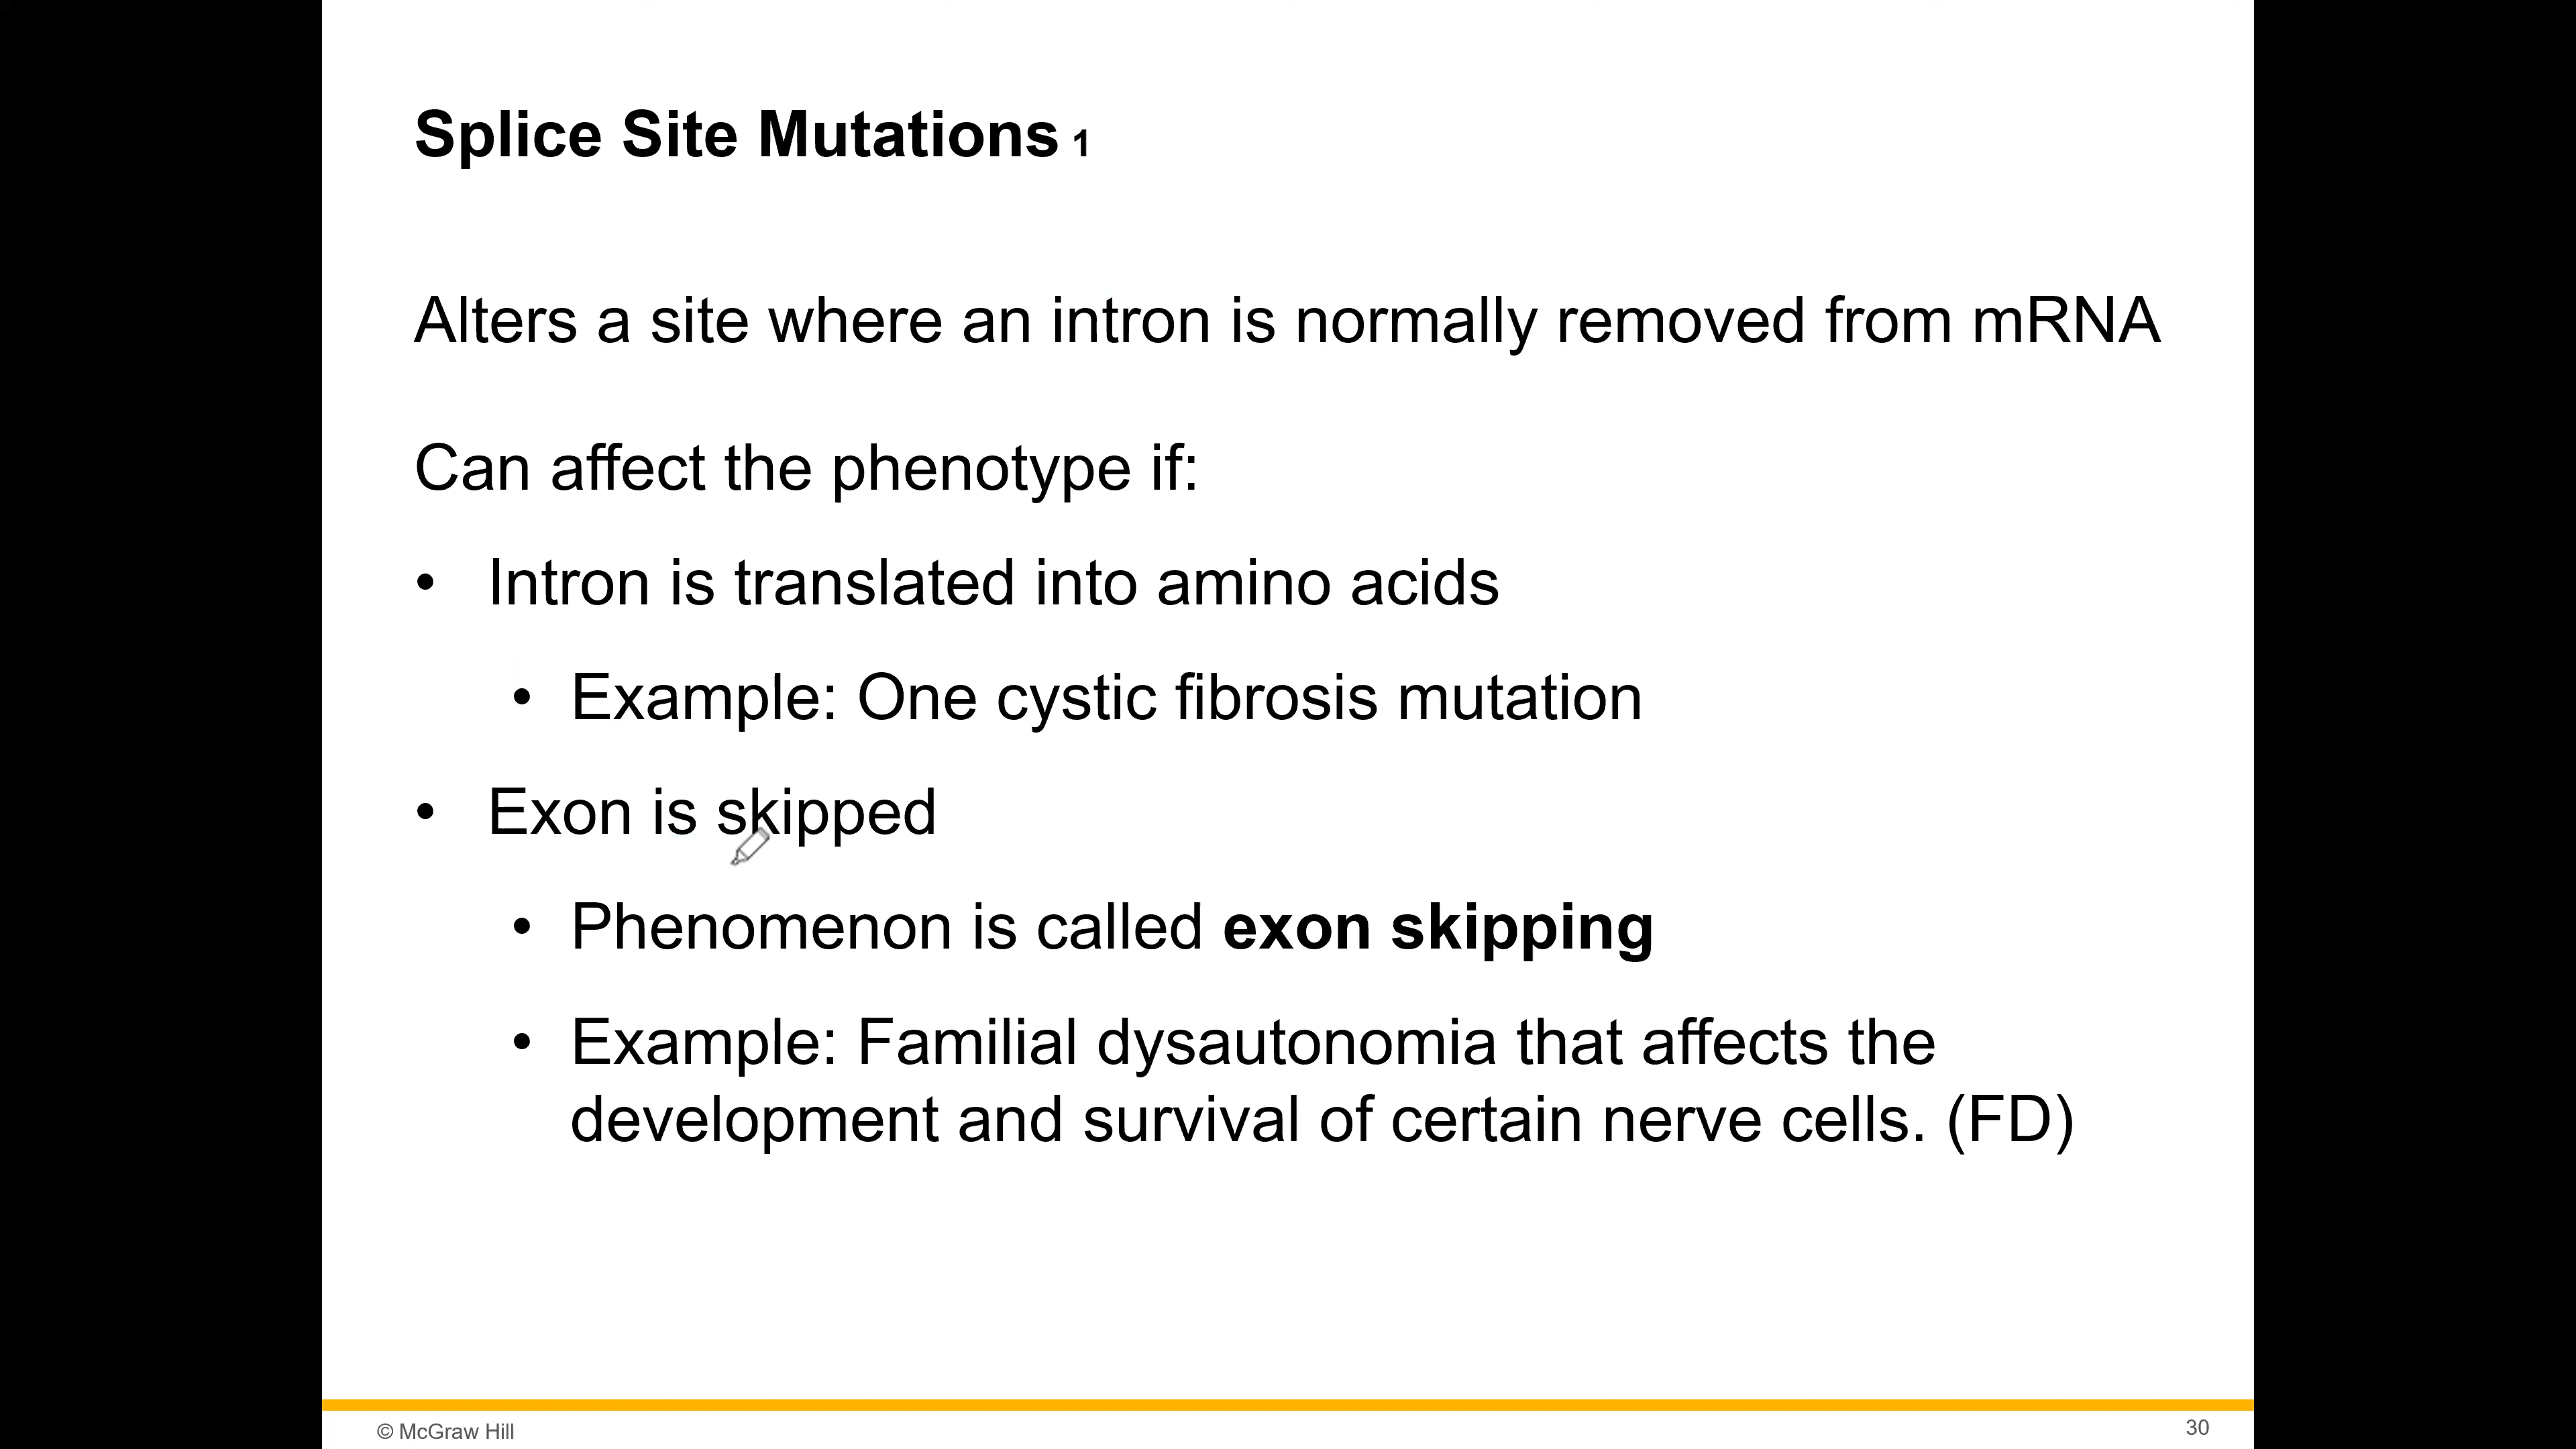 Splice Site Mutations 1
Alters a site where an intron is normally removed from mRNA
Can affect the phenotype if:
• Intron is translated into amino acids
• Example: One cystic fibrosis mutation
• Exon is skipped
• Phenomenon is called exon skipping
• Example: Familial dysautonomia that affects the
development and survival of certain nerve cells. (FD)
© McGraw Hill
30